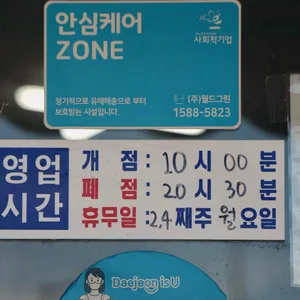 안심케어
ZONE
사회적기업
정기적으로 유해해충으로 부터
보호받는 시설입니다.
(주)월드그린
1588-5823
영업
시간
개 점 : 10 시 00 분
폐 점 : 20 시 30 분
휴무일 : 2,4 째주 월 요일
Daejeon is U